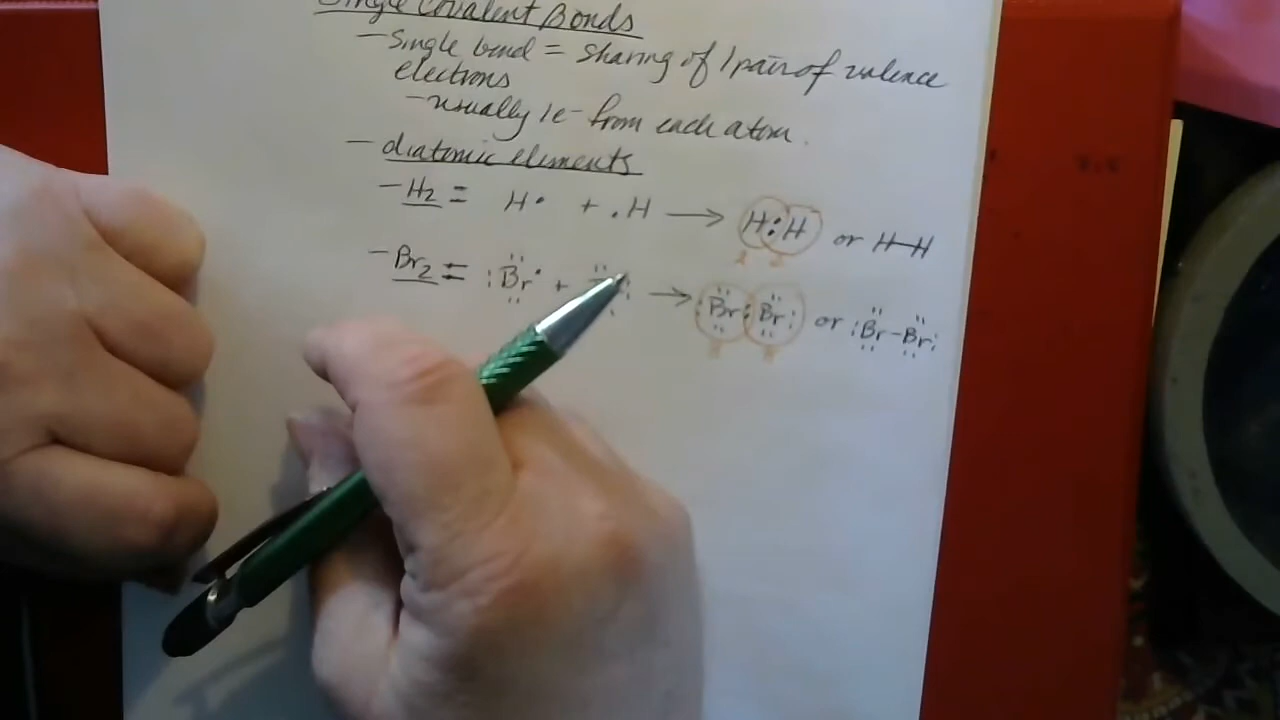 Single Covalent Bonds
- Single bond = sharing of 1 pair of valence
electrons
- usually 1e- from each atom.
- diatomic elements
- H2 = H· + ·H → H:H or H-H
- Br2 = :Br· + → :Br:Br: or :Br-Br: